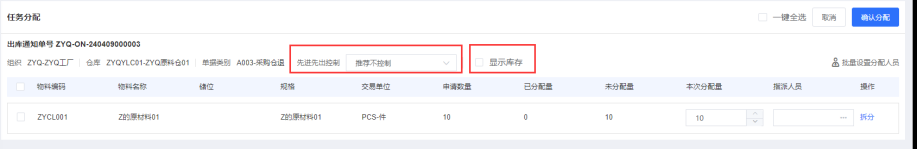 任务分配 一键全选 取消 确认分配
出库通知单号 ZYQ-ON-240409000003
组织 ZYQ-ZYQ工厂 仓库 ZYQYLC01-ZYQ原料仓01 单据类别 A003-采购仓退 先进先出控制 推荐不控制 显示库存 批量设置分配人员
物料编码 物料名称 储位 规格 交易单位 申请数量 已分配量 未分配量 本次分配量 指派人员 操作
ZYCL001 Z的原材料01 Z的原材料01 PCS-件 10 0 10 10 ... 拆分